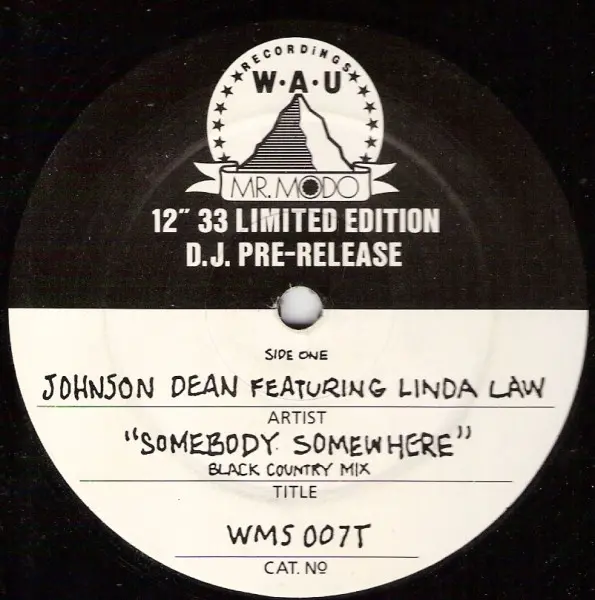 RECORDiNGS
W·A·U
MR.MODO
12" 33 LIMITED EDITION
D.J. PRE-RELEASE
SIDE ONE
JOHNSON DEAN FEATURING LINDA LAW
ARTIST
"SOMEBODY SOMEWHERE"
BLACK COUNTRY MIX
TITLE
WMS 007T
CAT. Nº